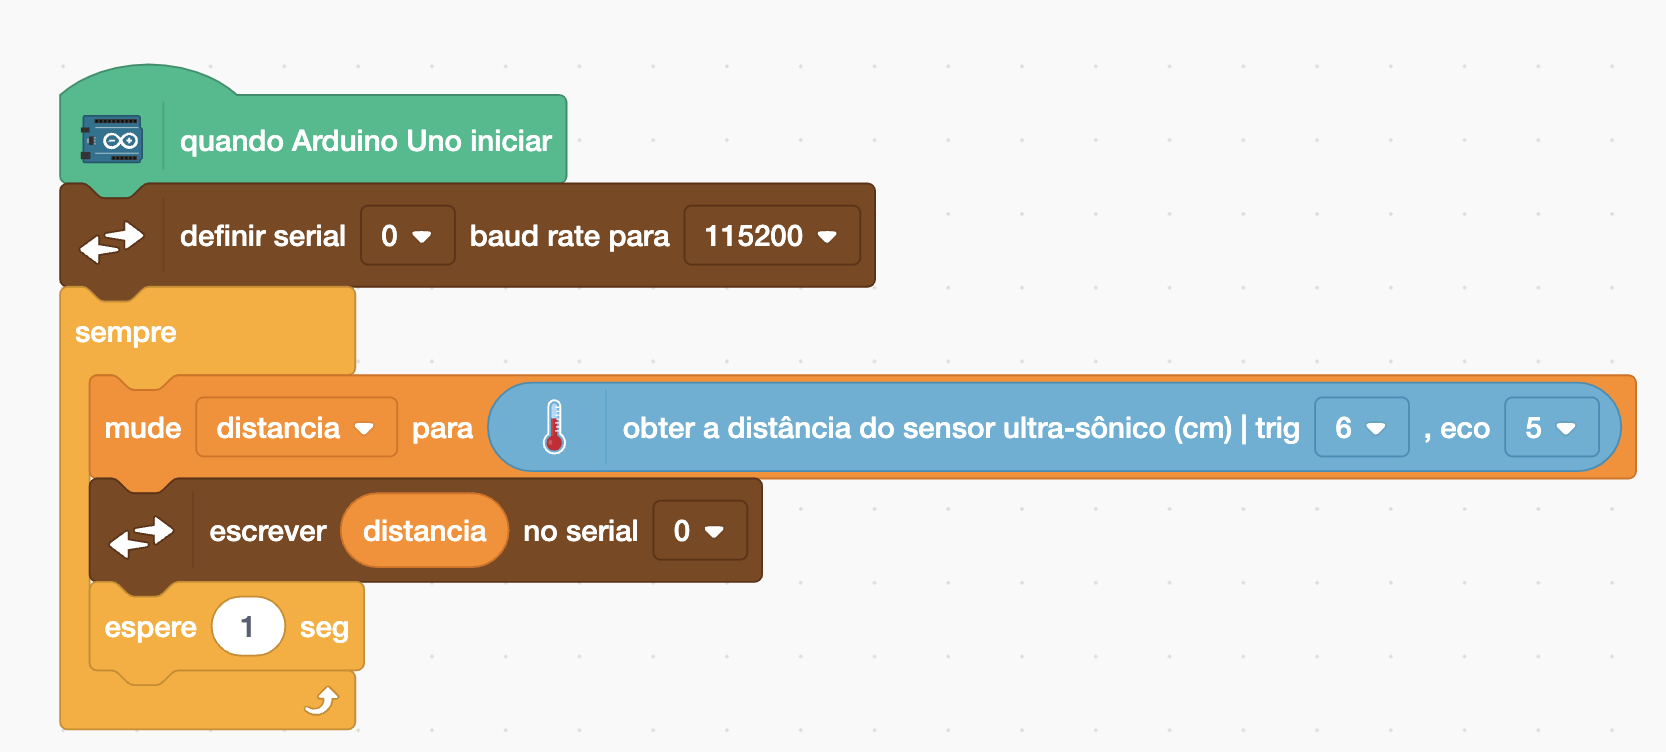 quando Arduino Uno iniciar
definir serial 0 baud rate para 115200
sempre
mude distancia para obter a distância do sensor ultra-sônico (cm) | trig 6 , eco 5
escrever distancia no serial 0
espere 1 seg